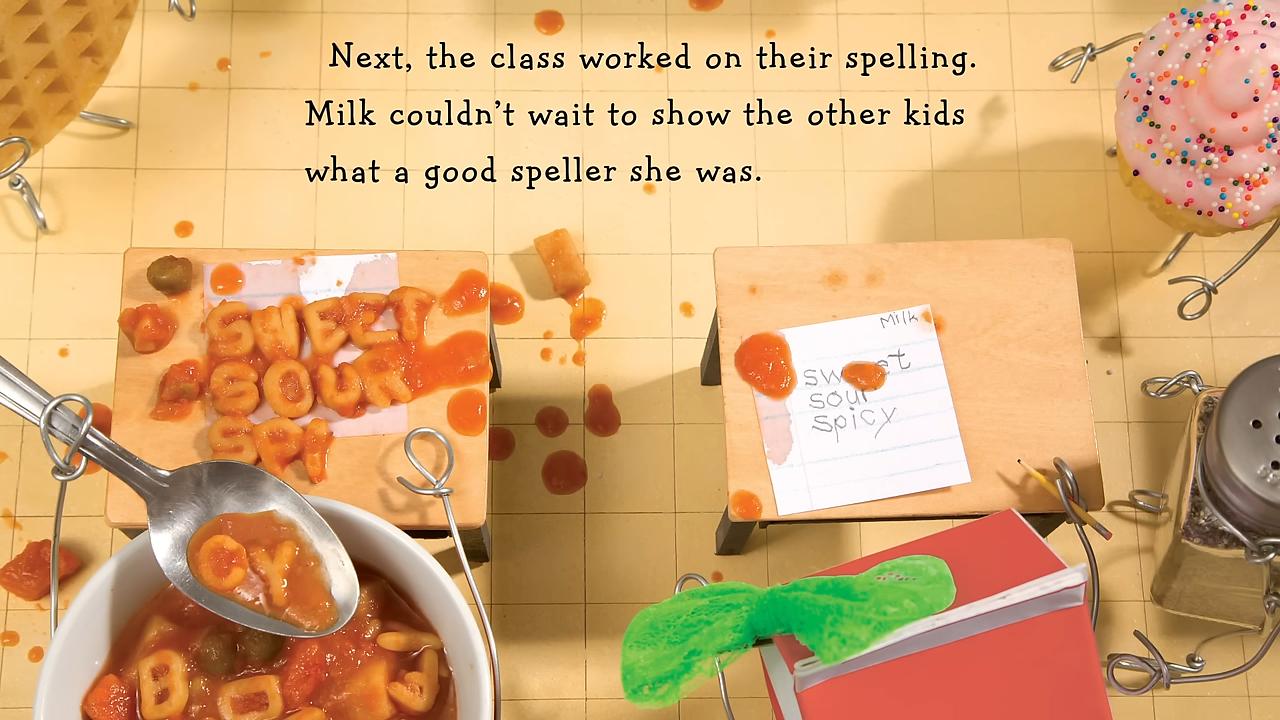 Next, the class worked on their spelling.
Milk couldn't wait to show the other kids
what a good speller she was.
SWEET
SOUR
SPI
Milk
sweet
sour
spicy
B O